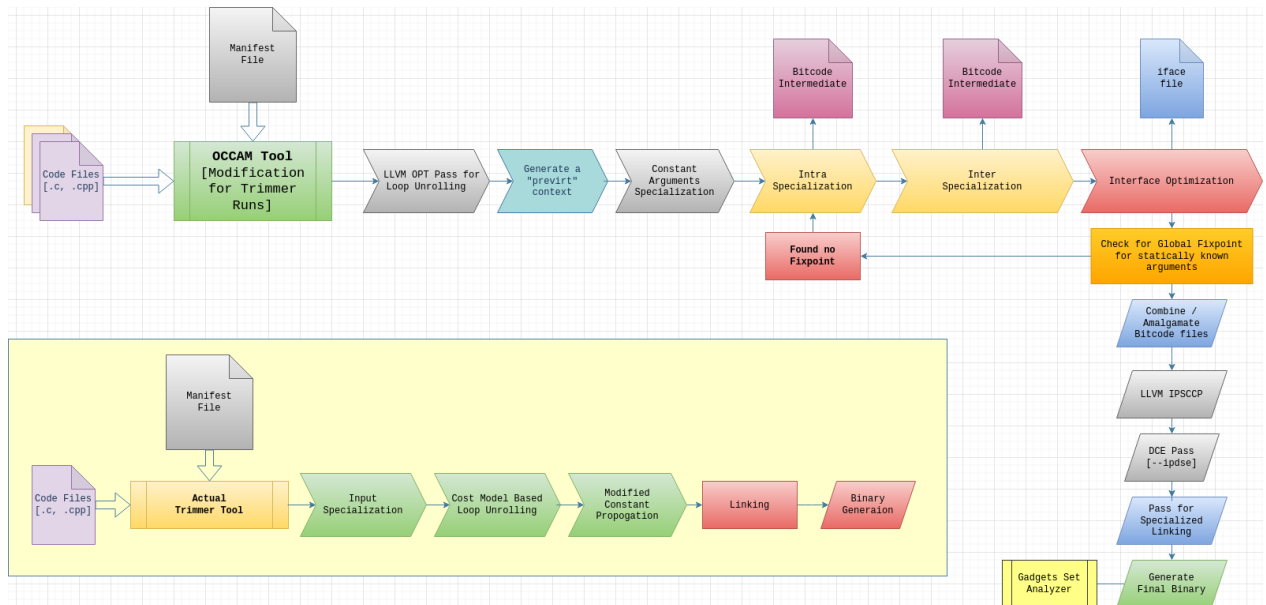 Manifest
File
Code Files
[.c, .cpp]
OCCAM Tool
[Modification
for Trimmer
Runs]
LLVM OPT Pass for
Loop Unrolling
Generate a
"previrt"
context
Constant
Arguments
Specialization
Intra
Specialization
Inter
Specialization
Interface Optimization
Bitcode
Intermediate
Bitcode
Intermediate
iface
file
Found no
Fixpoint
Check for Global Fixpoint
for statically known
arguments
Combine /
Amalgamate
Bitcode files
LLVM IPSCCP
DCE Pass
[--ipdse]
Pass for
Specialized
Linking
Generate
Final Binary
Gadgets Set
Analyzer
Manifest
File
Code Files
[.c, .cpp]
Actual
Trimmer Tool
Input
Specialization
Cost Model Based
Loop Unrolling
Modified
Constant
Propogation
Linking
Binary
Generaion